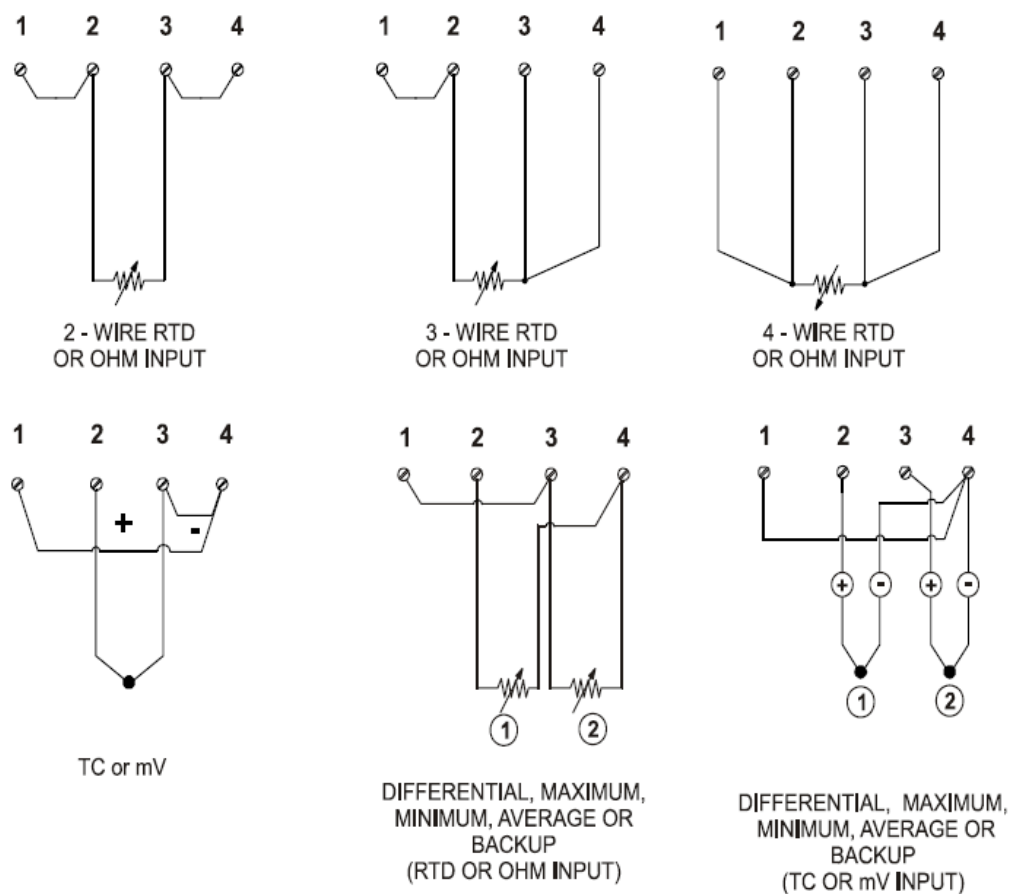 1 2 3 4
1 2 3 4
1 2 3 4
2 - WIRE RTD
OR OHM INPUT
3 - WIRE RTD
OR OHM INPUT
4 - WIRE RTD
OR OHM INPUT
1 2 3 4
+ -
TC or mV
1 2 3 4
1 2
DIFFERENTIAL, MAXIMUM,
MINIMUM, AVERAGE OR
BACKUP
(RTD OR OHM INPUT)
1 2 3 4
+ - + -
1 2
DIFFERENTIAL, MAXIMUM,
MINIMUM, AVERAGE OR
BACKUP
(TC OR mV INPUT)